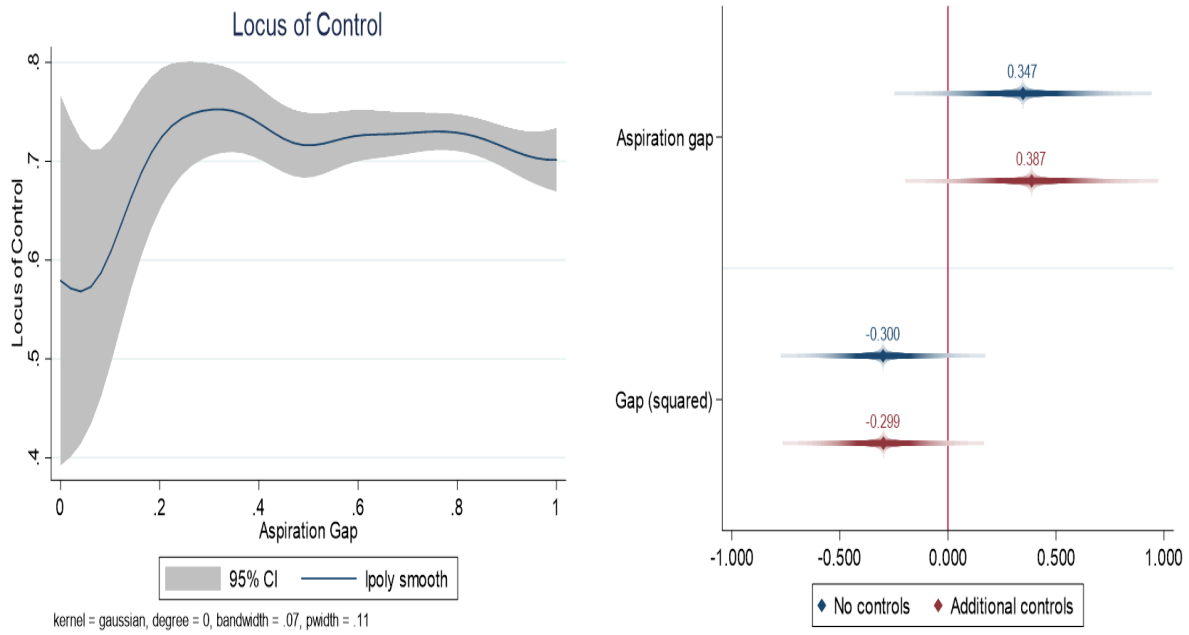 Locus of Control
Locus of Control
.8
.7
.6
.5
.4
0 .2 .4 .6 .8 1
Aspiration Gap
95% CI lpoly smooth
kernel = gaussian, degree = 0, bandwidth = .07, pwidth = .11
0.347
Aspiration gap
0.387
-0.300
Gap (squared)
-0.299
-1.000 -0.500 0.000 0.500 1.000
No controls Additional controls